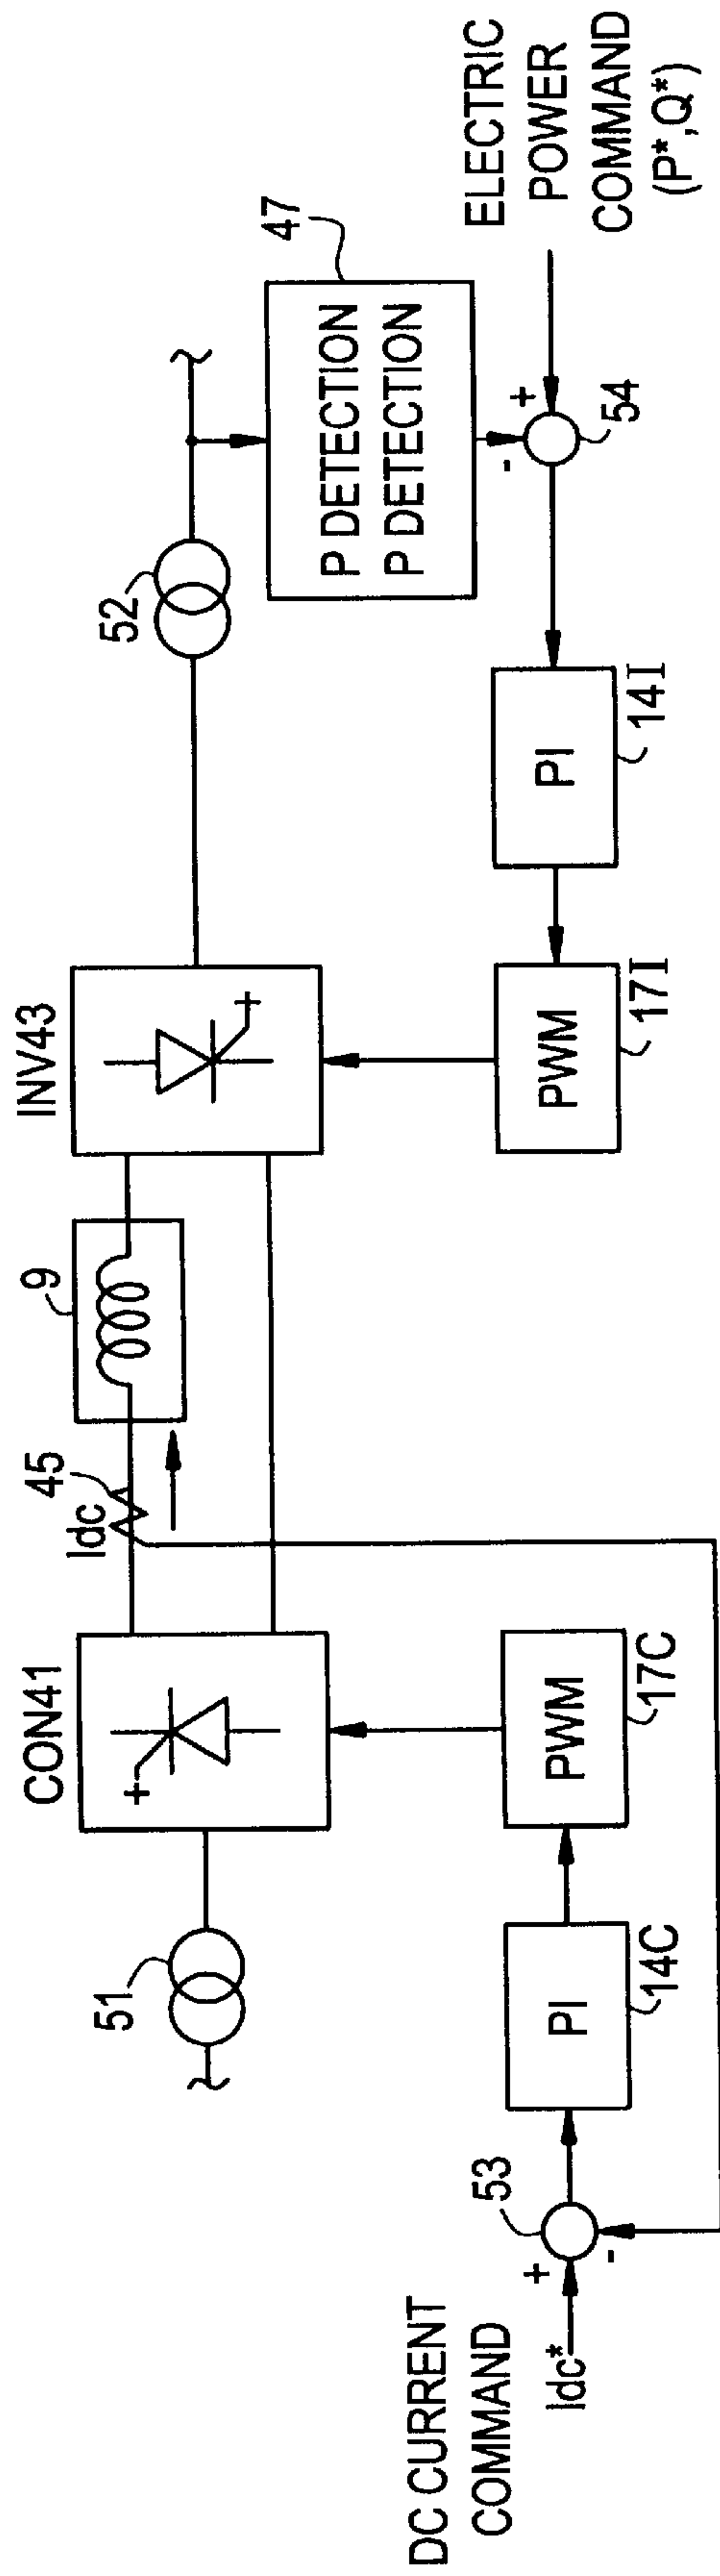 CON41
Idc
45
9
INV43
51
52
47
P DETECTION
P DETECTION
ELECTRIC
POWER
COMMAND
(P*,Q*)
+
-
54
PI
14I
PWM
17I
PWM
17C
PI
14C
53
+
-
DC CURRENT
COMMAND
Idc*